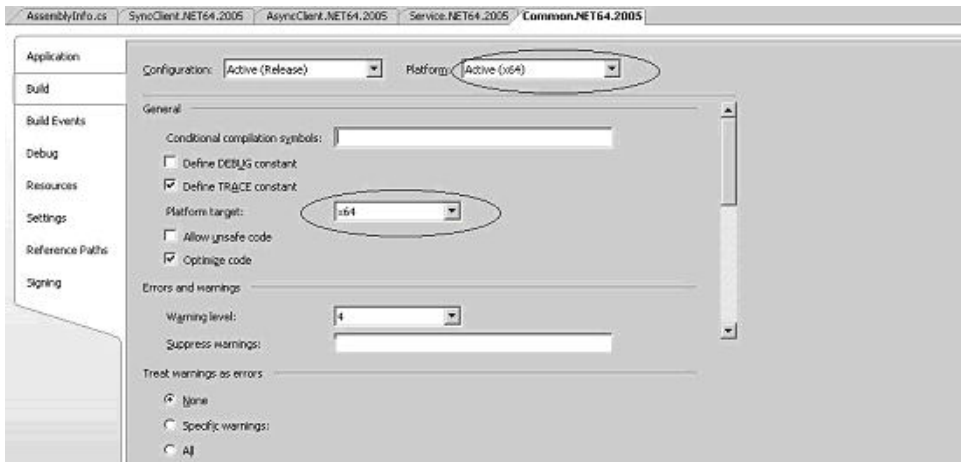 AssemblyInfo.cs SyncClient.NET64.2005 AsyncClient.NET64.2005 Service.NET64.2005 Common.NET64.2005
Application
Build
Build Events
Debug
Resources
Settings
Reference Paths
Signing
Configuration: Active (Release) Platform: Active (x64)
General
Conditional compilation symbols:
Define DEBUG constant
Define TRACE constant
Platform target: x64
Allow unsafe code
Optimize code
Errors and warnings
Warning level: 4
Suppress warnings:
Treat warnings as errors
None
Specific warnings:
All